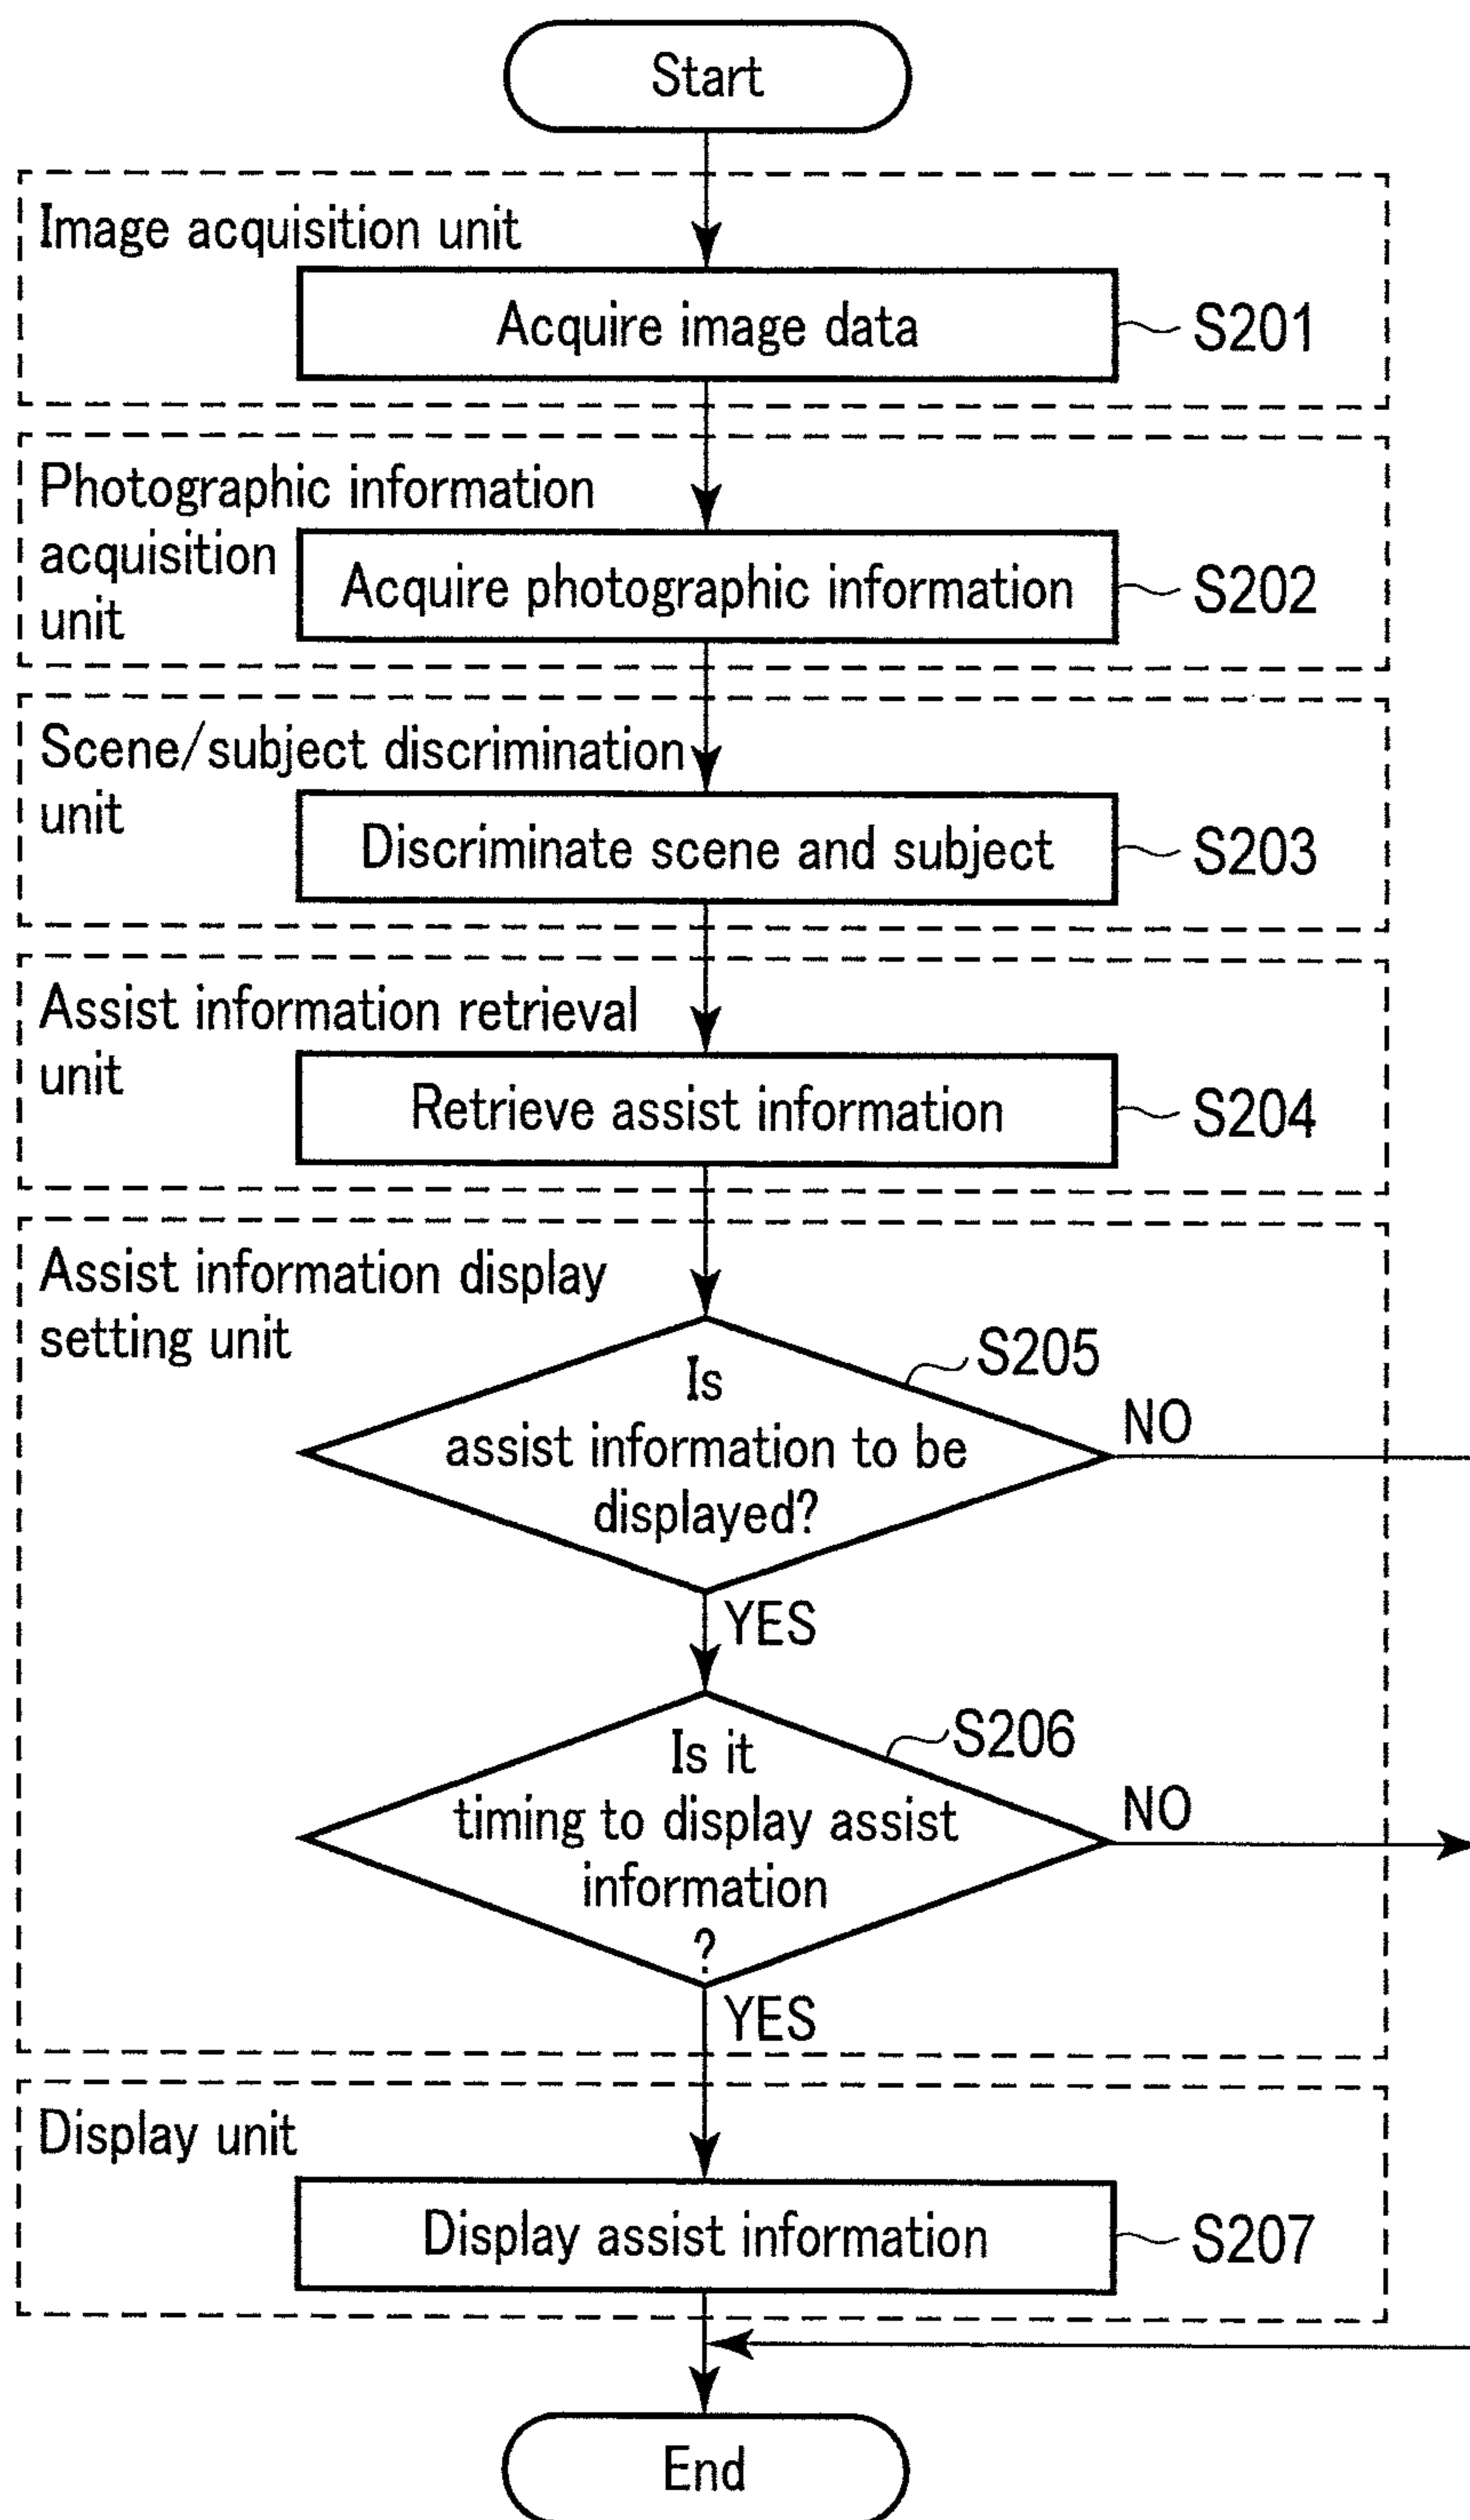 Start
Image acquisition unit
Acquire image data
S201
Photographic information
acquisition
unit
Acquire photographic information
S202
Scene/subject discrimination
unit
Discriminate scene and subject
S203
Assist information retrieval
unit
Retrieve assist information
S204
Assist information display
setting unit
S205
Is
assist information to be
displayed?
NO
YES
S206
Is it
timing to display assist
information
?
NO
YES
Display unit
Display assist information
S207
End